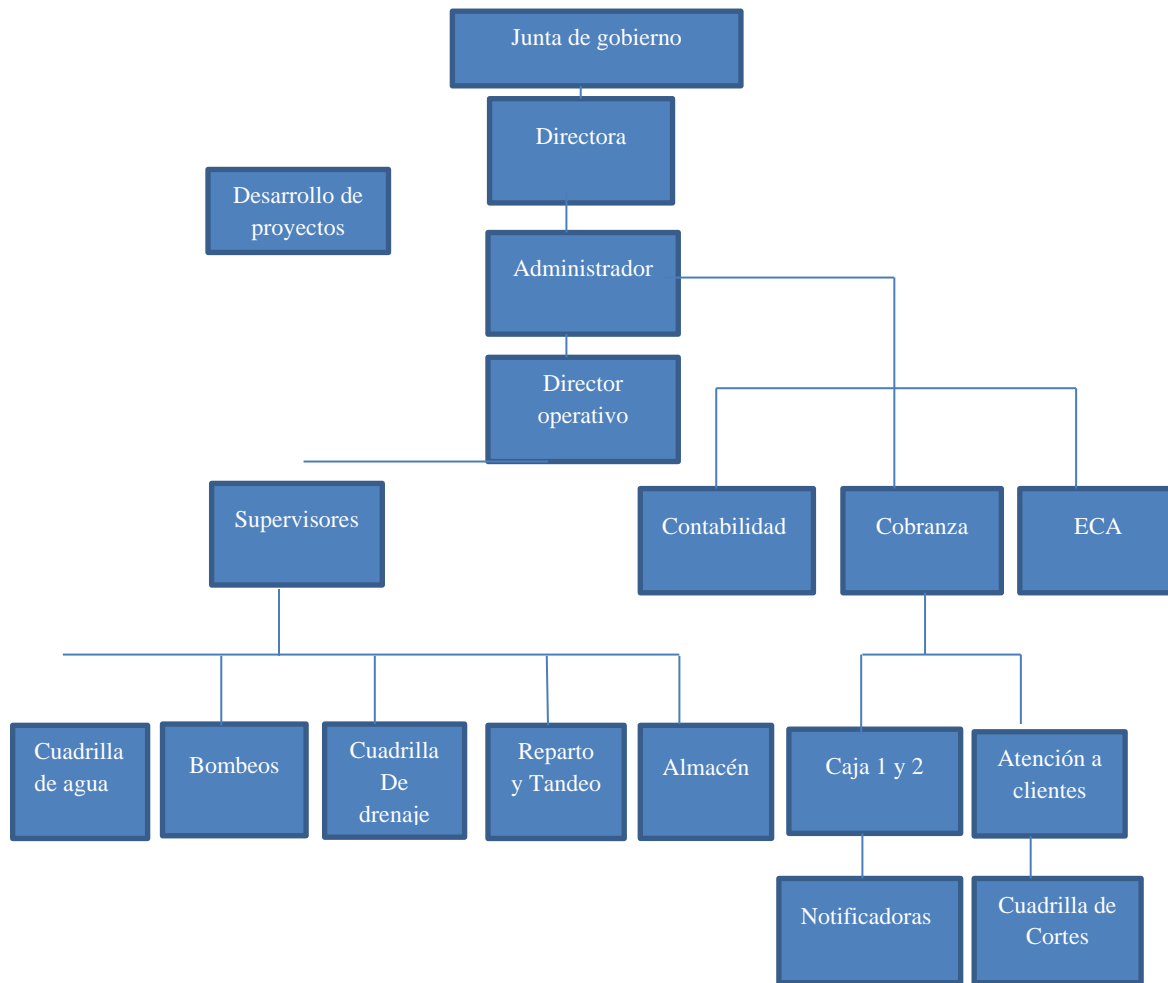 Junta de gobierno
Directora
Desarrollo de
proyectos
Administrador
Director
operativo
Supervisores
Contabilidad
Cobranza
ECA
Cuadrilla
de agua
Bombeos
Cuadrilla
De
drenaje
Reparto
y Tandeo
Almacén
Caja 1 y 2
Atención a
clientes
Notificadoras
Cuadrilla de
Cortes